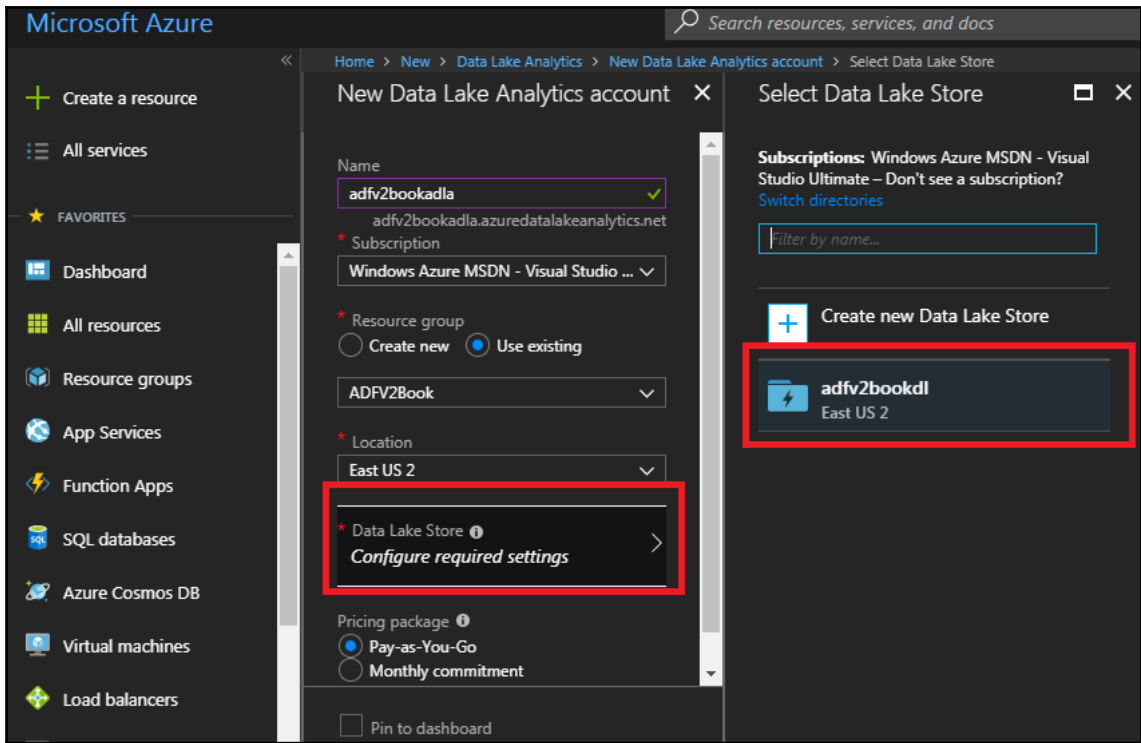 Microsoft Azure
Search resources, services, and docs
Home > New > Data Lake Analytics > New Data Lake Analytics account > Select Data Lake Store
Create a resource
All services
FAVORITES
Dashboard
All resources
Resource groups
App Services
Function Apps
SQL databases
Azure Cosmos DB
Virtual machines
Load balancers
New Data Lake Analytics account
Name
adfv2bookadla
adfv2bookadla.azuredatalakeanalytics.net
* Subscription
Windows Azure MSDN - Visual Studio ...
* Resource group
Create new Use existing
ADFV2Book
* Location
East US 2
* Data Lake Store
Configure required settings
Pricing package
Pay-as-You-Go
Monthly commitment
Pin to dashboard
Select Data Lake Store
Subscriptions: Windows Azure MSDN - Visual
Studio Ultimate – Don't see a subscription?
Switch directories
Filter by name...
Create new Data Lake Store
adfv2bookdl
East US 2